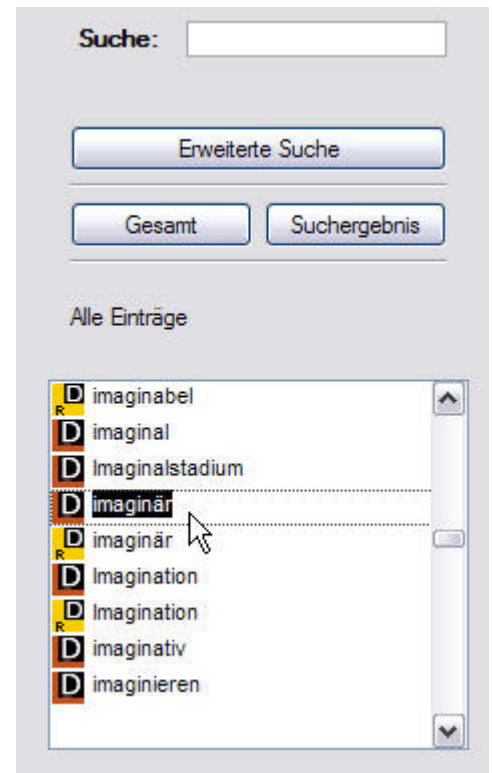 Suche:
Erweiterte Suche
Gesamt Suchergebnis
Alle Einträge
D R imaginabel
D imaginal
D Imaginalstadium
D imaginär
D R imaginär
D Imagination
D R Imagination
D imaginativ
D imaginieren